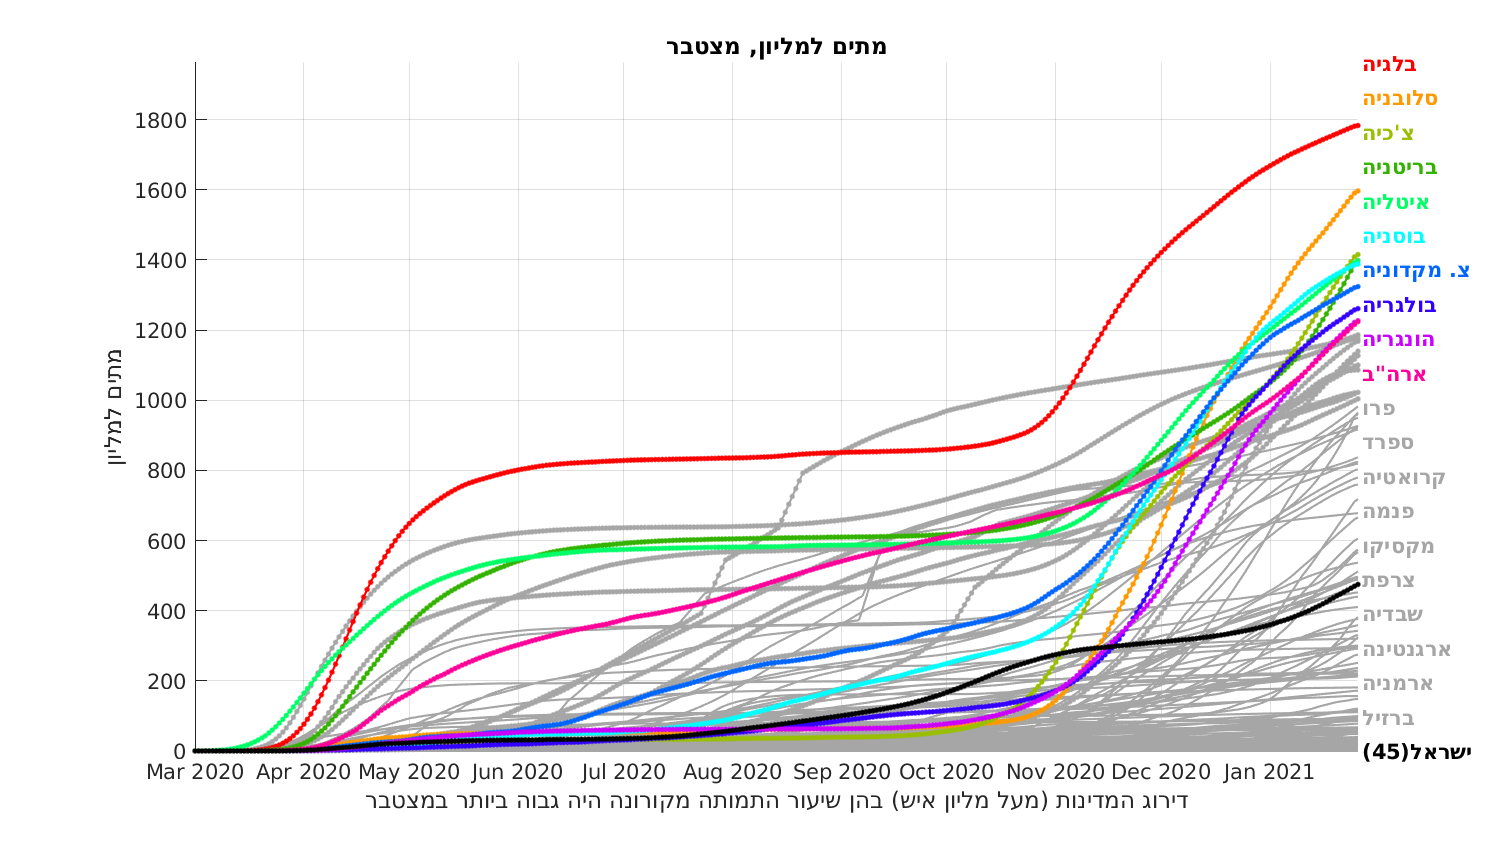 מתים למליון, מצטבר
מתים למליון
1800
1600
1400
1200
1000
800
600
400
200
0
Mar 2020 Apr 2020 May 2020 Jun 2020 Jul 2020 Aug 2020 Sep 2020 Oct 2020 Nov 2020 Dec 2020 Jan 2021
דירוג המדינות (מעל מליון איש) בהן שיעור התמותה מקורונה היה גבוה ביותר במצטבר
בלגיה
סלובניה
צ'כיה
בריטניה
איטליה
בוסניה
צ. מקדוניה
בולגריה
הונגריה
ארה"ב
פרו
ספרד
קרואטיה
פנמה
מקסיקו
צרפת
שבדיה
ארגנטינה
ארמניה
ברזיל
ישראל(45)